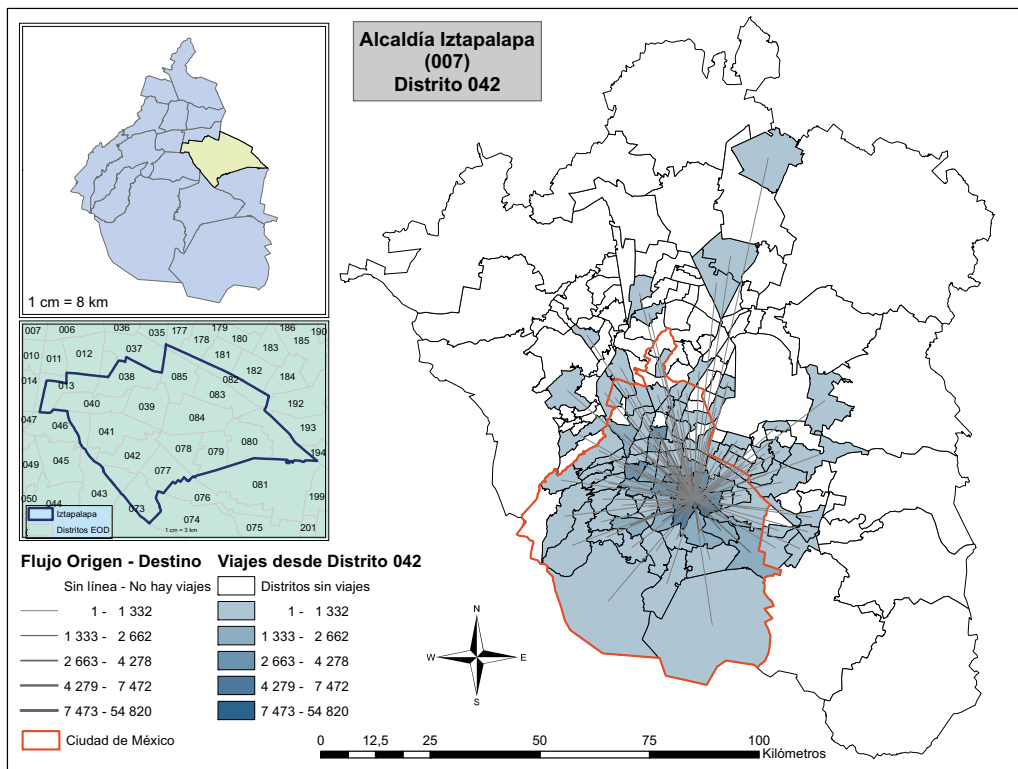 Alcaldía Iztapalapa
(007)
Distrito 042
1 cm = 8 km
007 006 036 035 177 179 186 190
010 011 012 037 178 180 183 185
181
014 013 038 085 082 182 184
083
040 039 192
047 046 041 084 193
042 078 079 080 194
049 045 077
050 044 043 076 081 199
073 074 075 201
Iztapalapa
Distritos EOD
1 cm = 3 km
Flujo Origen - Destino
Sin línea - No hay viajes
1 - 1 332
1 333 - 2 662
2 663 - 4 278
4 279 - 7 472
7 473 - 54 820
Ciudad de México
Viajes desde Distrito 042
Distritos sin viajes
1 - 1 332
1 333 - 2 662
2 663 - 4 278
4 279 - 7 472
7 473 - 54 820
N
W E
S
0 12,5 25 50 75 100
Kilómetros